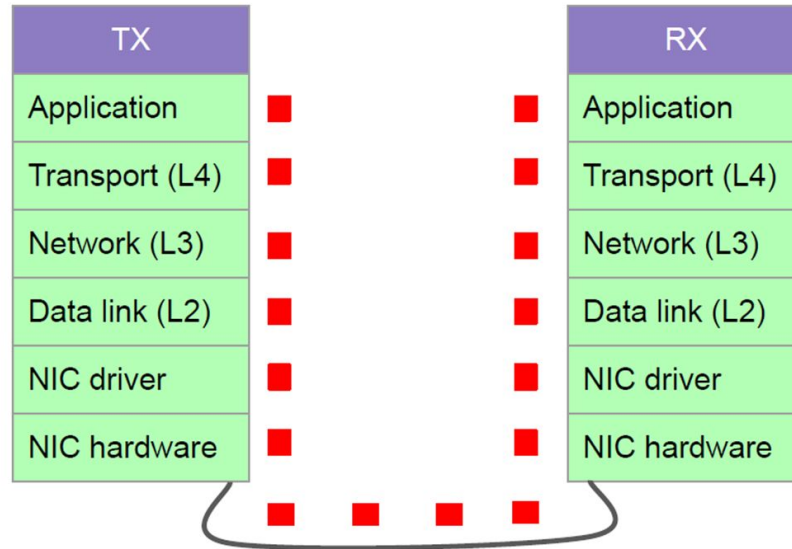 TX
Application
Transport (L4)
Network (L3)
Data link (L2)
NIC driver
NIC hardware
RX
Application
Transport (L4)
Network (L3)
Data link (L2)
NIC driver
NIC hardware